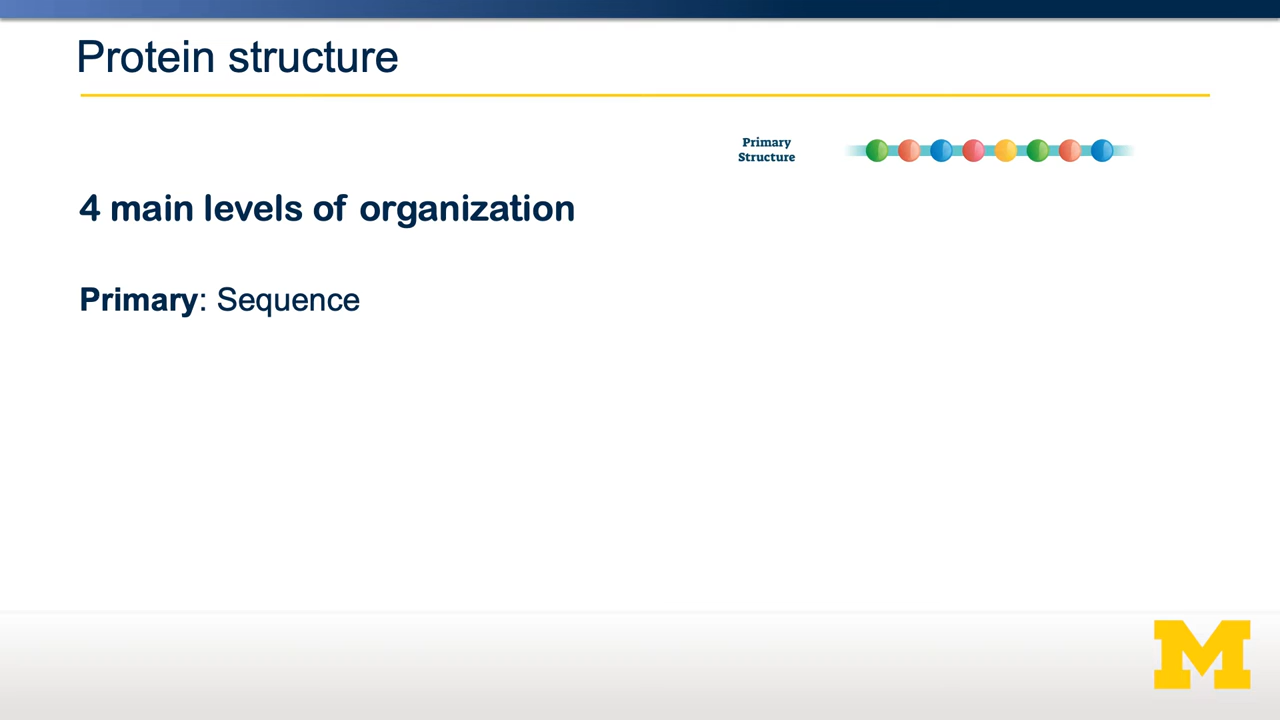 Protein structure
Primary
Structure
4 main levels of organization
Primary: Sequence
M